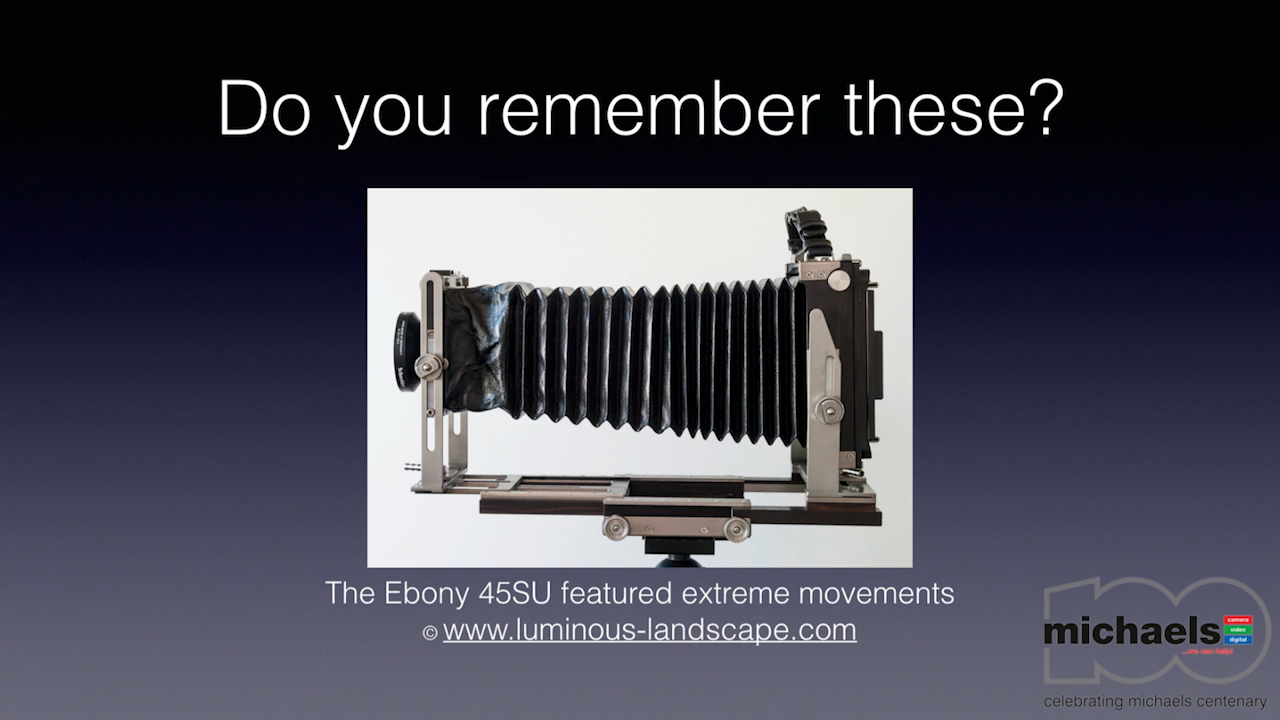 Do you remember these?
The Ebony 45SU featured extreme movements
© www.luminous-landscape.com
100
michaels
camera
video
digital
...we can help!
celebrating michaels centenary